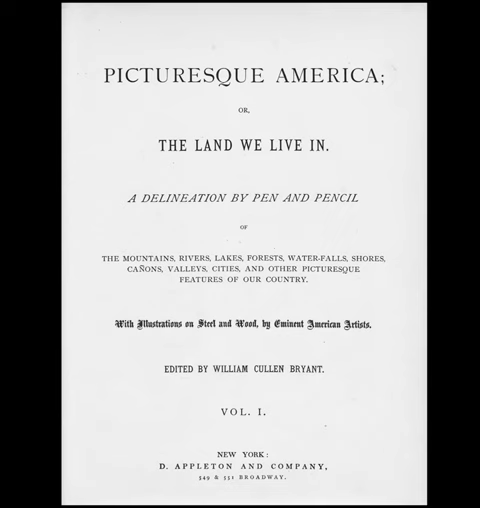 PICTURESQUE AMERICA;
OR,
THE LAND WE LIVE IN.
A DELINEATION BY PEN AND PENCIL
OF
THE MOUNTAINS, RIVERS, LAKES, FORESTS, WATER-FALLS, SHORES,
CAÑONS, VALLEYS, CITIES, AND OTHER PICTURESQUE
FEATURES OF OUR COUNTRY.
With Illustrations on Steel and Wood, by Eminent American Artists.
EDITED BY WILLIAM CULLEN BRYANT.
VOL. I.
NEW YORK:
D. APPLETON AND COMPANY,
549 & 551 BROADWAY.